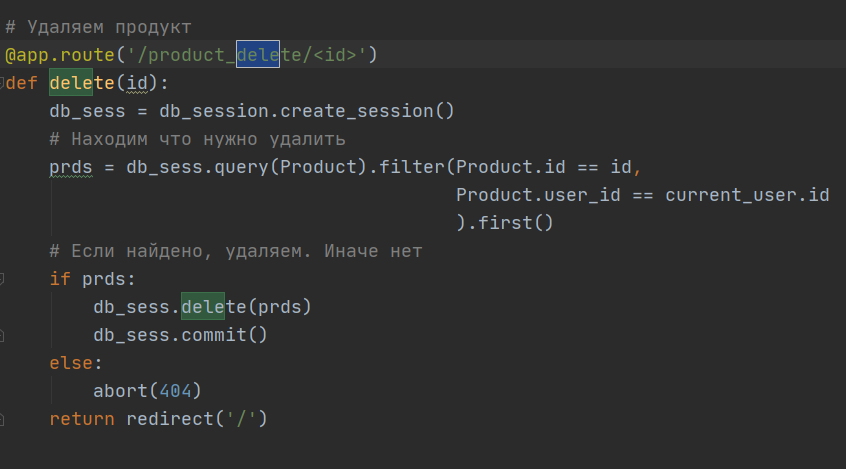 # Удаляем продукт
@app.route('/product_delete/<id>')
def delete(id):
    db_sess = db_session.create_session()
    # Находим что нужно удалить
    prds = db_sess.query(Product).filter(Product.id == id,
                                         Product.user_id == current_user.id
                                         ).first()
    # Если найдено, удаляем. Иначе нет
    if prds:
        db_sess.delete(prds)
        db_sess.commit()
    else:
        abort(404)
    return redirect('/')